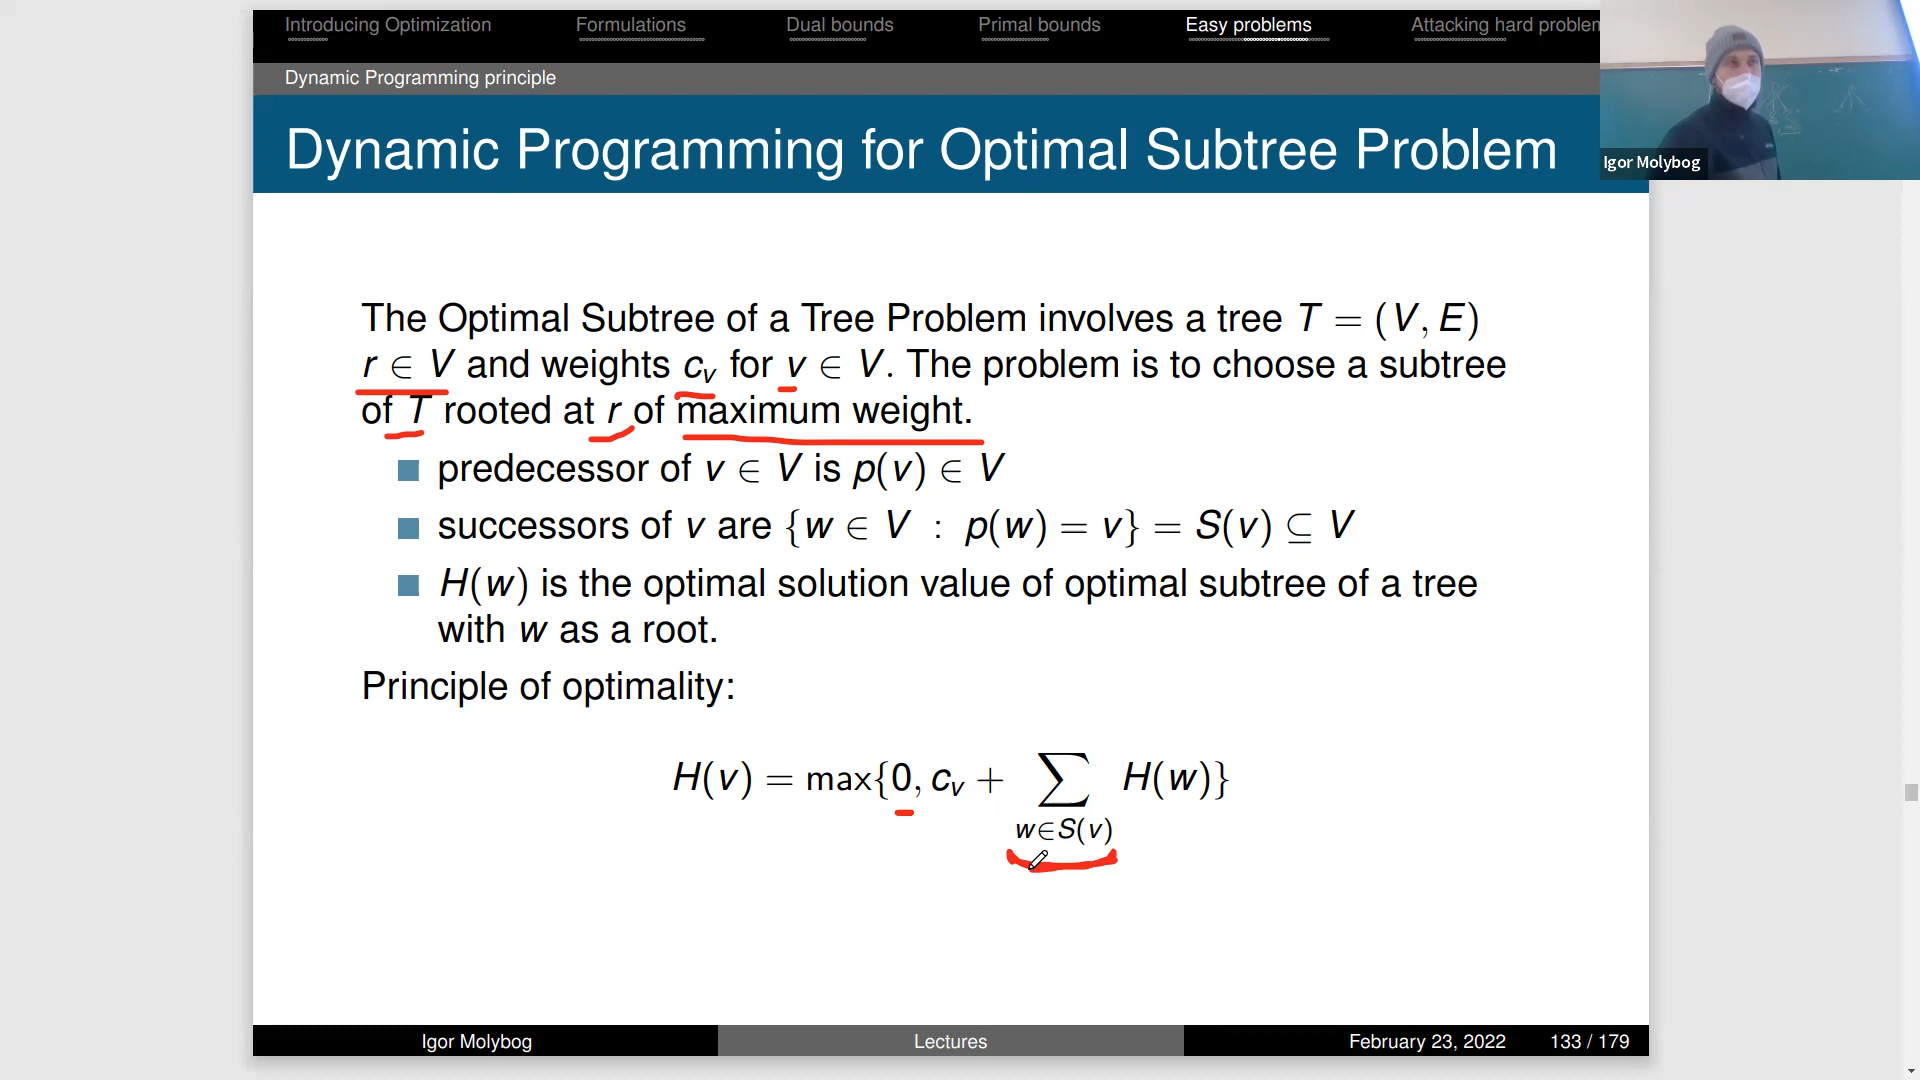 Introducing Optimization Formulations Dual bounds Primal bounds Easy problems Attacking hard problem
Dynamic Programming principle
Dynamic Programming for Optimal Subtree Problem
Igor Molybog
The Optimal Subtree of a Tree Problem involves a tree T = (V, E)
r ∈ V and weights c_v for v ∈ V. The problem is to choose a subtree
of T rooted at r of maximum weight.
predecessor of v ∈ V is p(v) ∈ V
successors of v are {w ∈ V : p(w) = v} = S(v) ⊆ V
H(w) is the optimal solution value of optimal subtree of a tree
with w as a root.
Principle of optimality:
H(v) = max{0, c_v + ∑_{w∈S(v)} H(w)}
Igor Molybog Lectures February 23, 2022 133 / 179